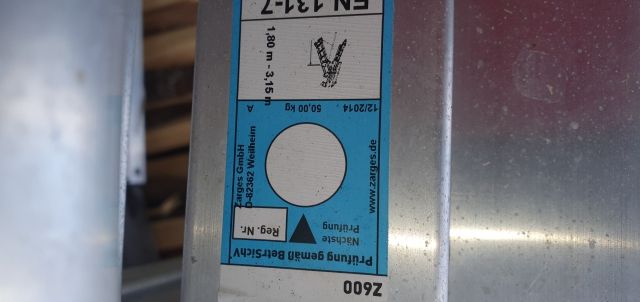 Z600
Prüfung gemäß BetrSichV
Nächste
Prüfung
Reg.-Nr.
www.zarges.de
Zarges GmbH
D-82362 Weilheim
12/2014
50,00 kg
A
1,80 m - 3,15 m
EN 131-7